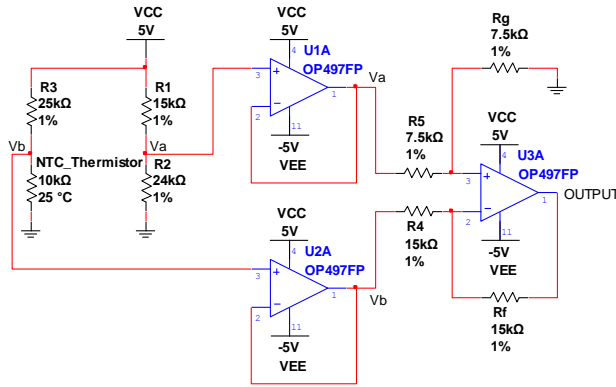 VCC
5V
R3
25kΩ
1%
R1
15kΩ
1%
Vb
NTC_Thermistor
Va
10kΩ
25 °C
R2
24kΩ
1%
VCC
5V
4
U1A
OP497FP
3
+
1
2
−
11
-5V
VEE
Va
VCC
5V
4
U2A
OP497FP
3
+
1
2
−
11
-5V
VEE
Vb
Rg
7.5kΩ
1%
R5
7.5kΩ
1%
R4
15kΩ
1%
VCC
5V
4
U3A
OP497FP
3
+
1
2
−
11
-5V
VEE
OUTPUT
Rf
15kΩ
1%